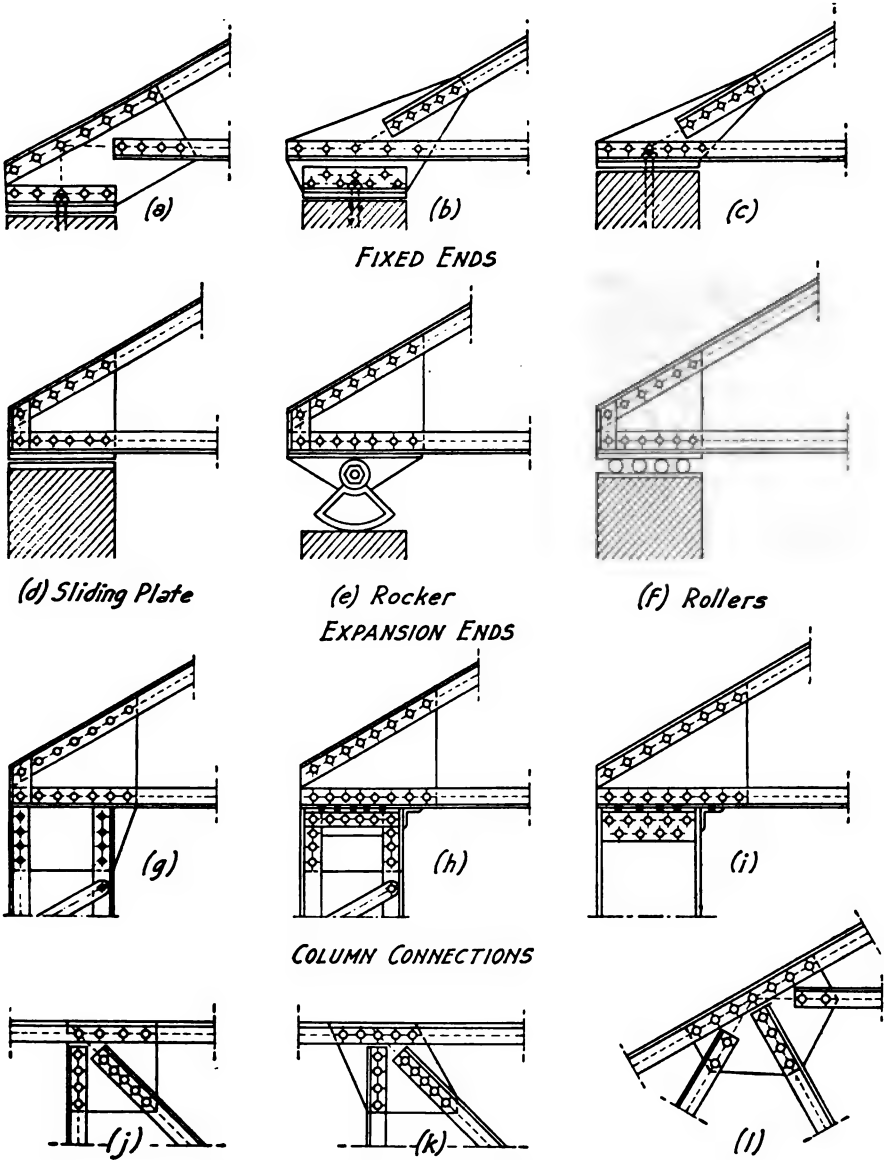 (a)
(b)
(c)
FIXED ENDS
(d) Sliding Plate
(e) Rocker
(f) Rollers
EXPANSION ENDS
(g)
(h)
(i)
COLUMN CONNECTIONS
(j)
(k)
(l)